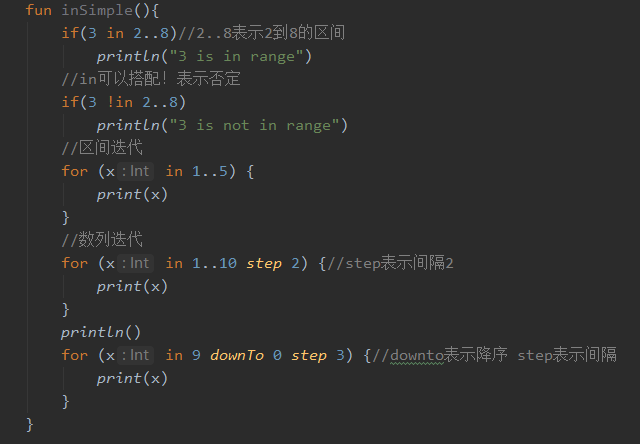 fun inSimple(){
if(3 in 2..8)//2..8表示2到8的区间
println("3 is in range")
//in可以搭配！表示否定
if(3 !in 2..8)
println("3 is not in range")
//区间迭代
for (x : Int in 1..5) {
print(x)
}
//数列迭代
for (x : Int in 1..10 step 2) {//step表示间隔2
print(x)
}
println()
for (x : Int in 9 downTo 0 step 3) {//downto表示降序 step表示间隔
print(x)
}
}